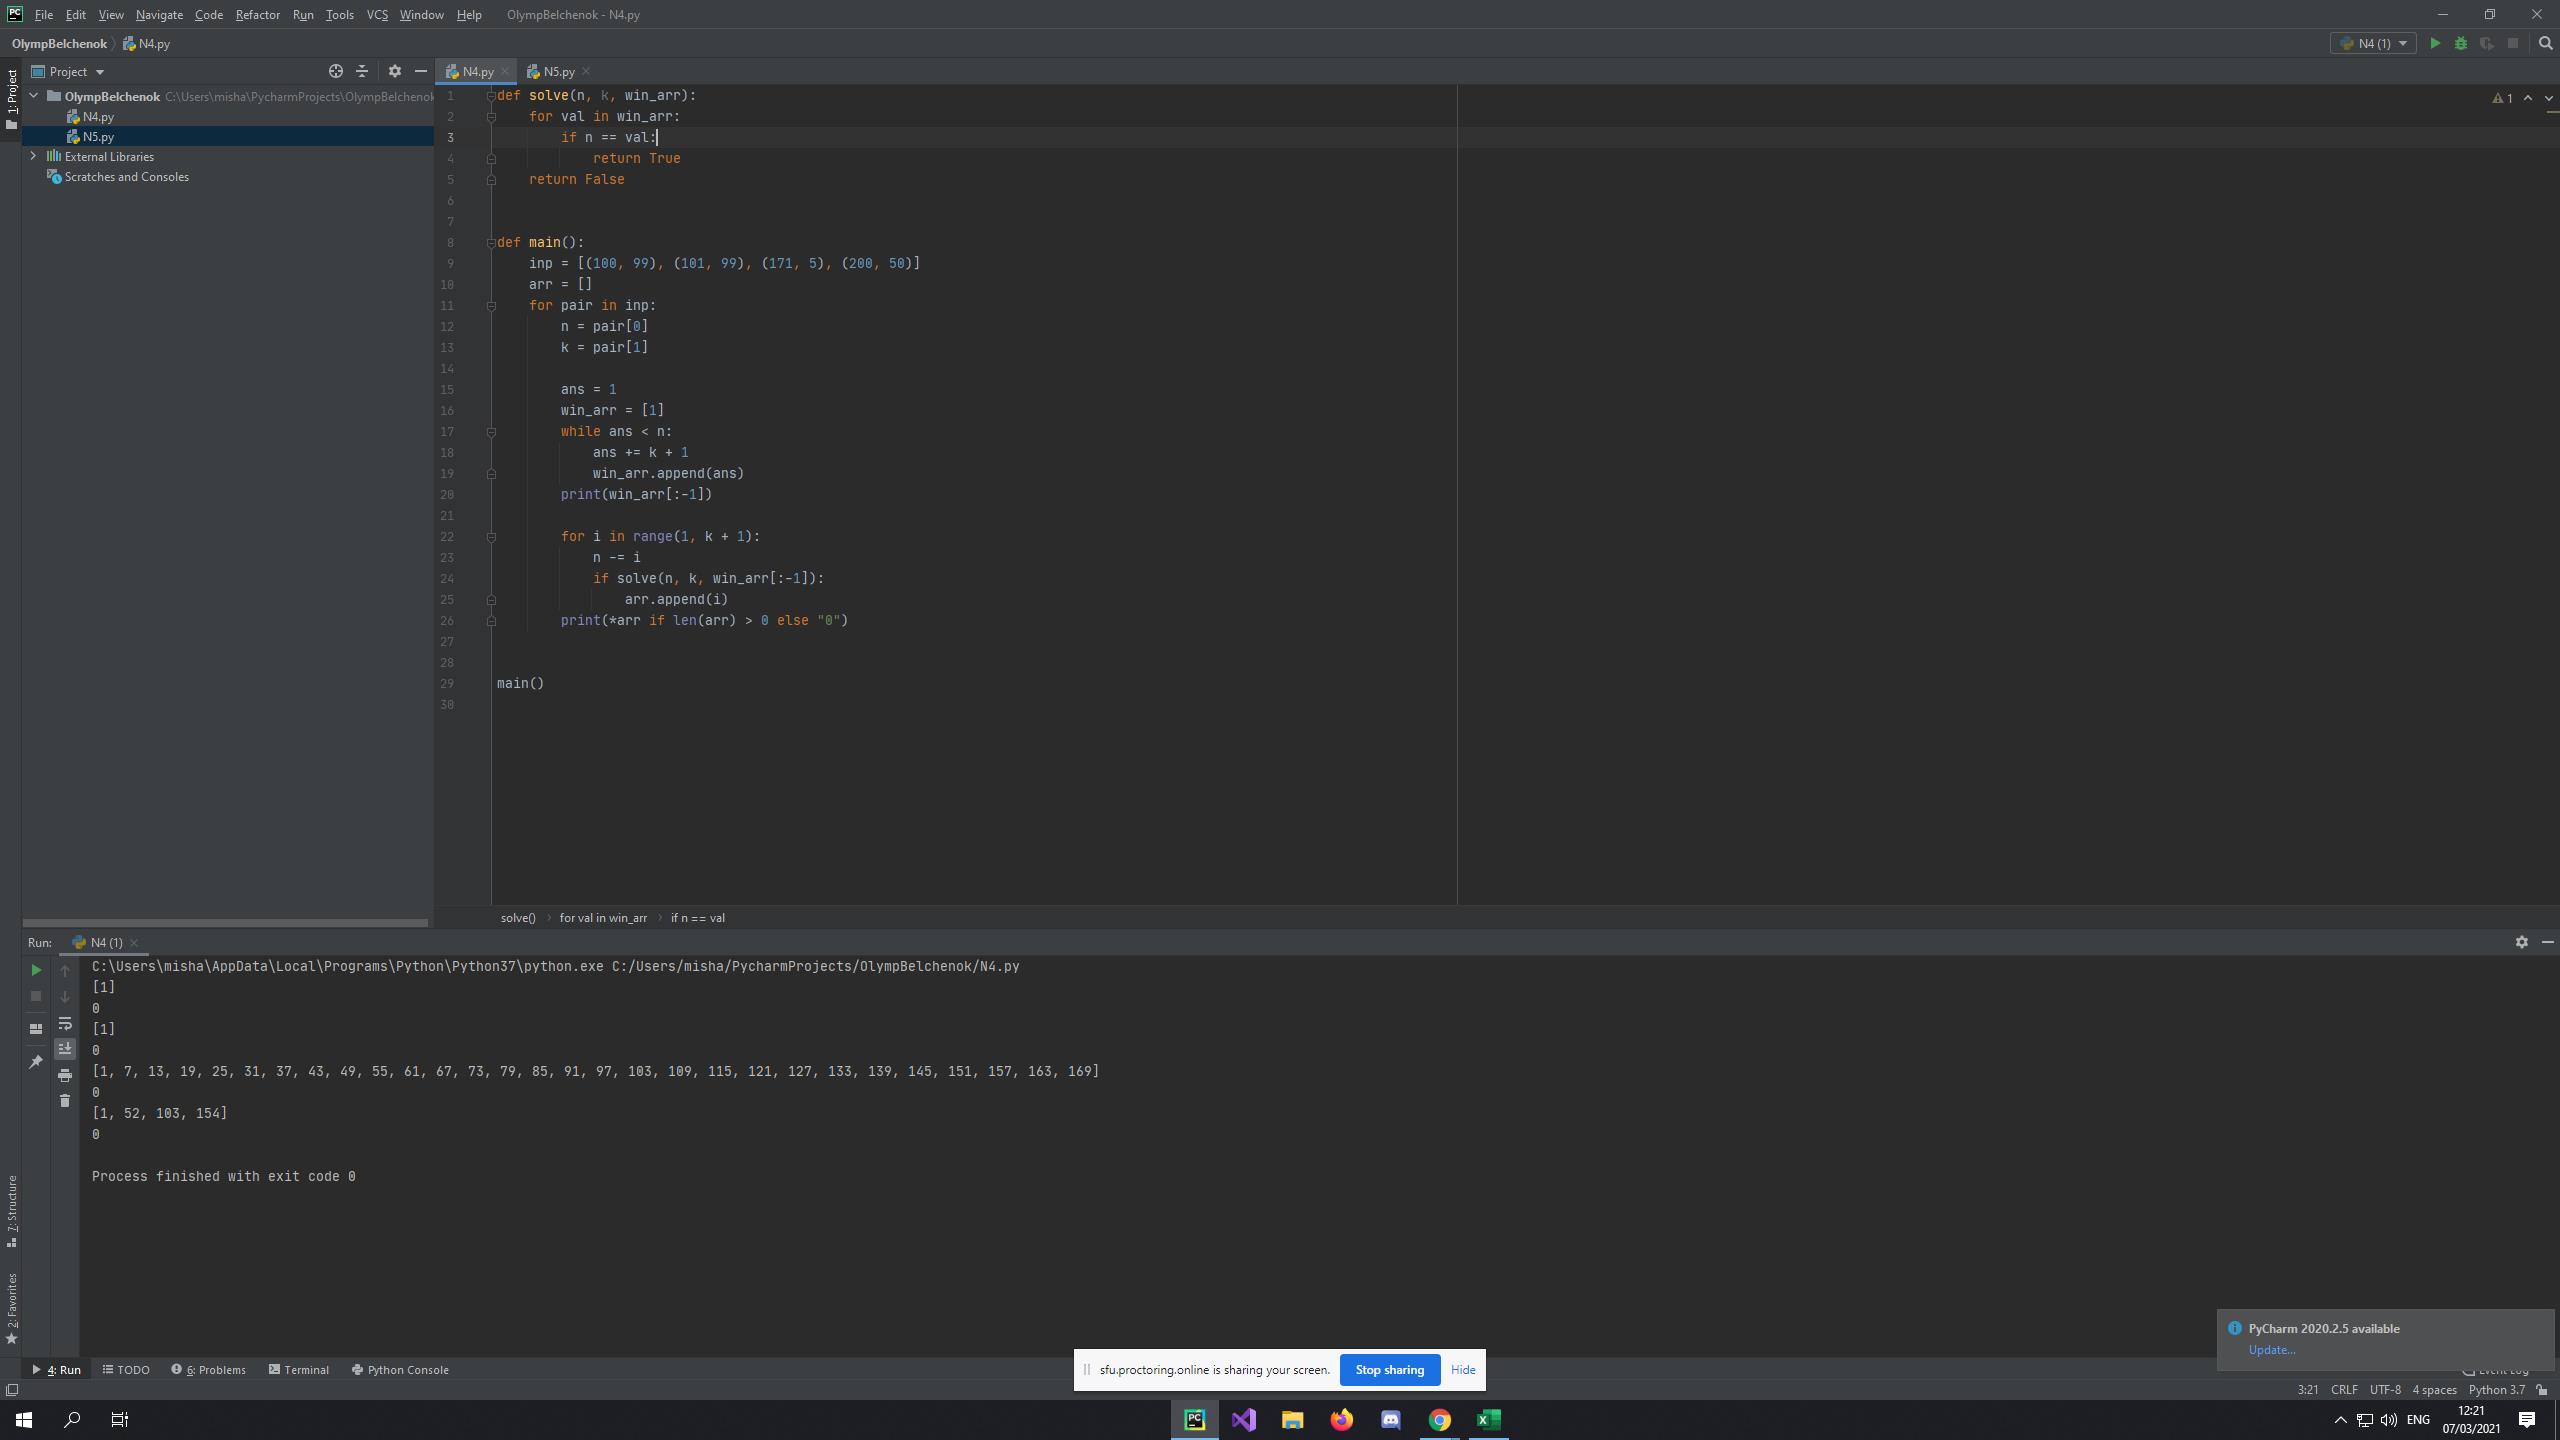 File Edit View Navigate Code Refactor Run Tools VCS Window Help OlympBelchenok - N4.py
OlympBelchenok N4.py N4 (1)
Project N4.py N5.py
1: Project
OlympBelchenok C:\Users\misha\PycharmProjects\OlympBelchenok
N4.py
N5.py
External Libraries
Scratches and Consoles
1 def solve(n, k, win_arr):
2     for val in win_arr:
3         if n == val:
4             return True
5     return False
6
7
8 def main():
9     inp = [(100, 99), (101, 99), (171, 5), (200, 50)]
10     arr = []
11     for pair in inp:
12         n = pair[0]
13         k = pair[1]
14
15         ans = 1
16         win_arr = [1]
17         while ans < n:
18             ans += k + 1
19             win_arr.append(ans)
20         print(win_arr[:-1])
21
22         for i in range(1, k + 1):
23             n -= i
24             if solve(n, k, win_arr[:-1]):
25                 arr.append(i)
26         print(*arr if len(arr) > 0 else "0")
27
28
29 main()
30
1
solve() for val in win_arr if n == val
Run: N4 (1)
C:\Users\misha\AppData\Local\Programs\Python\Python37\python.exe C:/Users/misha/PycharmProjects/OlympBelchenok/N4.py
[1]
0
[1]
0
[1, 7, 13, 19, 25, 31, 37, 43, 49, 55, 61, 67, 73, 79, 85, 91, 97, 103, 109, 115, 121, 127, 133, 139, 145, 151, 157, 163, 169]
0
[1, 52, 103, 154]
0
Process finished with exit code 0
7: Structure
2: Favorites
PyCharm 2020.2.5 available
Update...
4: Run TODO 6: Problems Terminal Python Console Event Log
sfu.proctoring.online is sharing your screen. Stop sharing Hide
3:21 CRLF UTF-8 4 spaces Python 3.7
ENG 12:21
07/03/2021